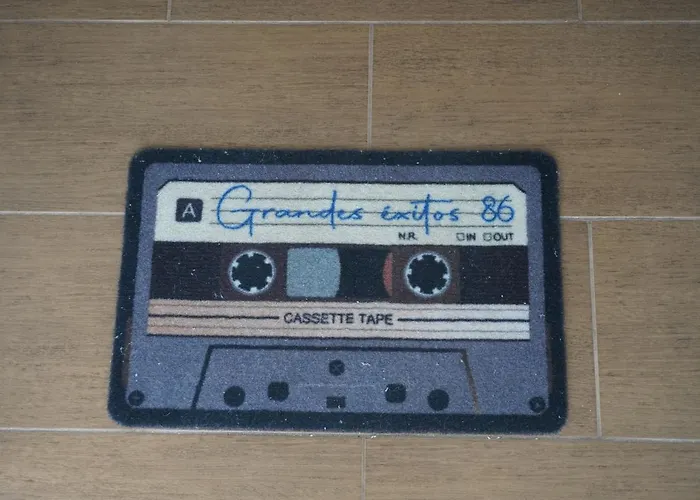 A Grandes éxitos 86
N.R. IN OUT
CASSETTE TAPE